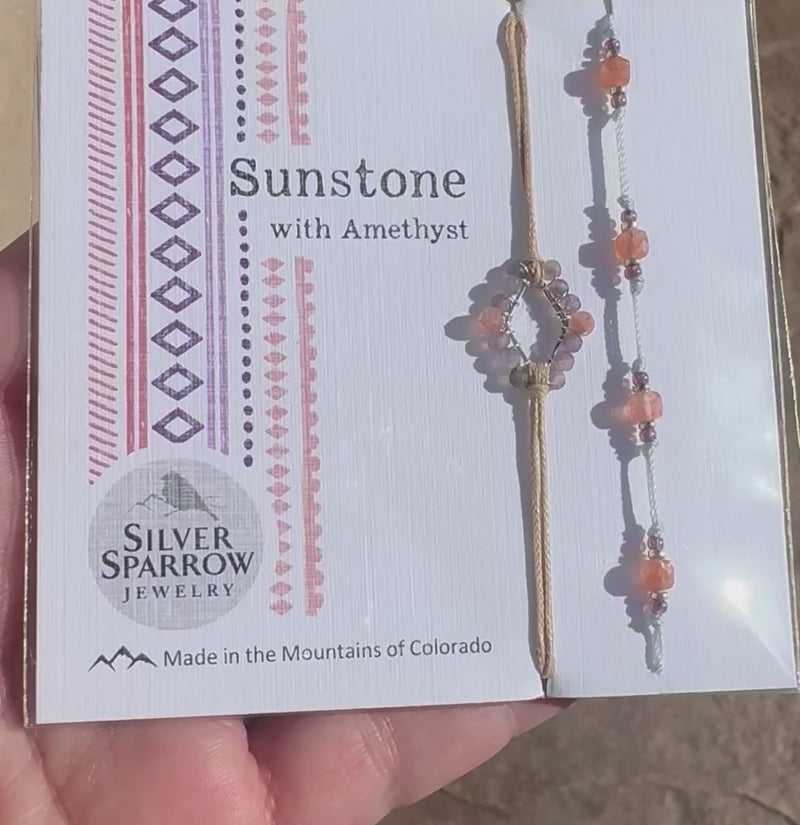 Sunstone
with Amethyst
SILVER
SPARROW
JEWELRY
Made in the Mountains of Colorado